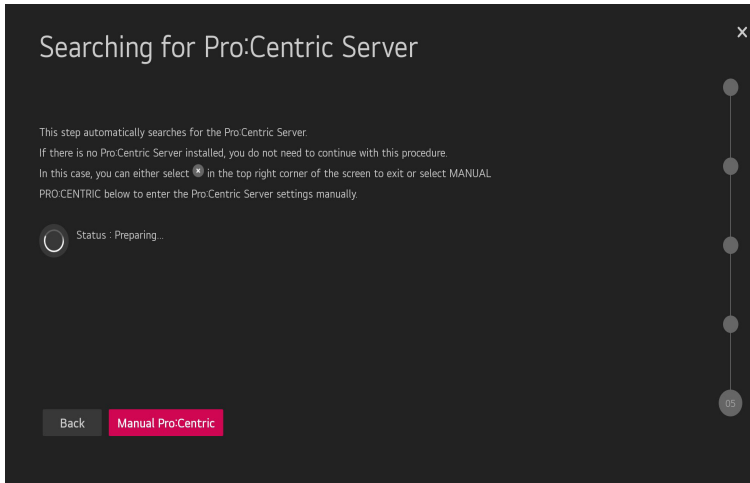 Searching for Pro:Centric Server
×
This step automatically searches for the Pro:Centric Server.
If there is no Pro:Centric Server installed, you do not need to continue with this procedure.
In this case, you can either select × in the top right corner of the screen to exit or select MANUAL
PRO:CENTRIC below to enter the Pro:Centric Server settings manually.
Status : Preparing...
05
Back
Manual Pro:Centric